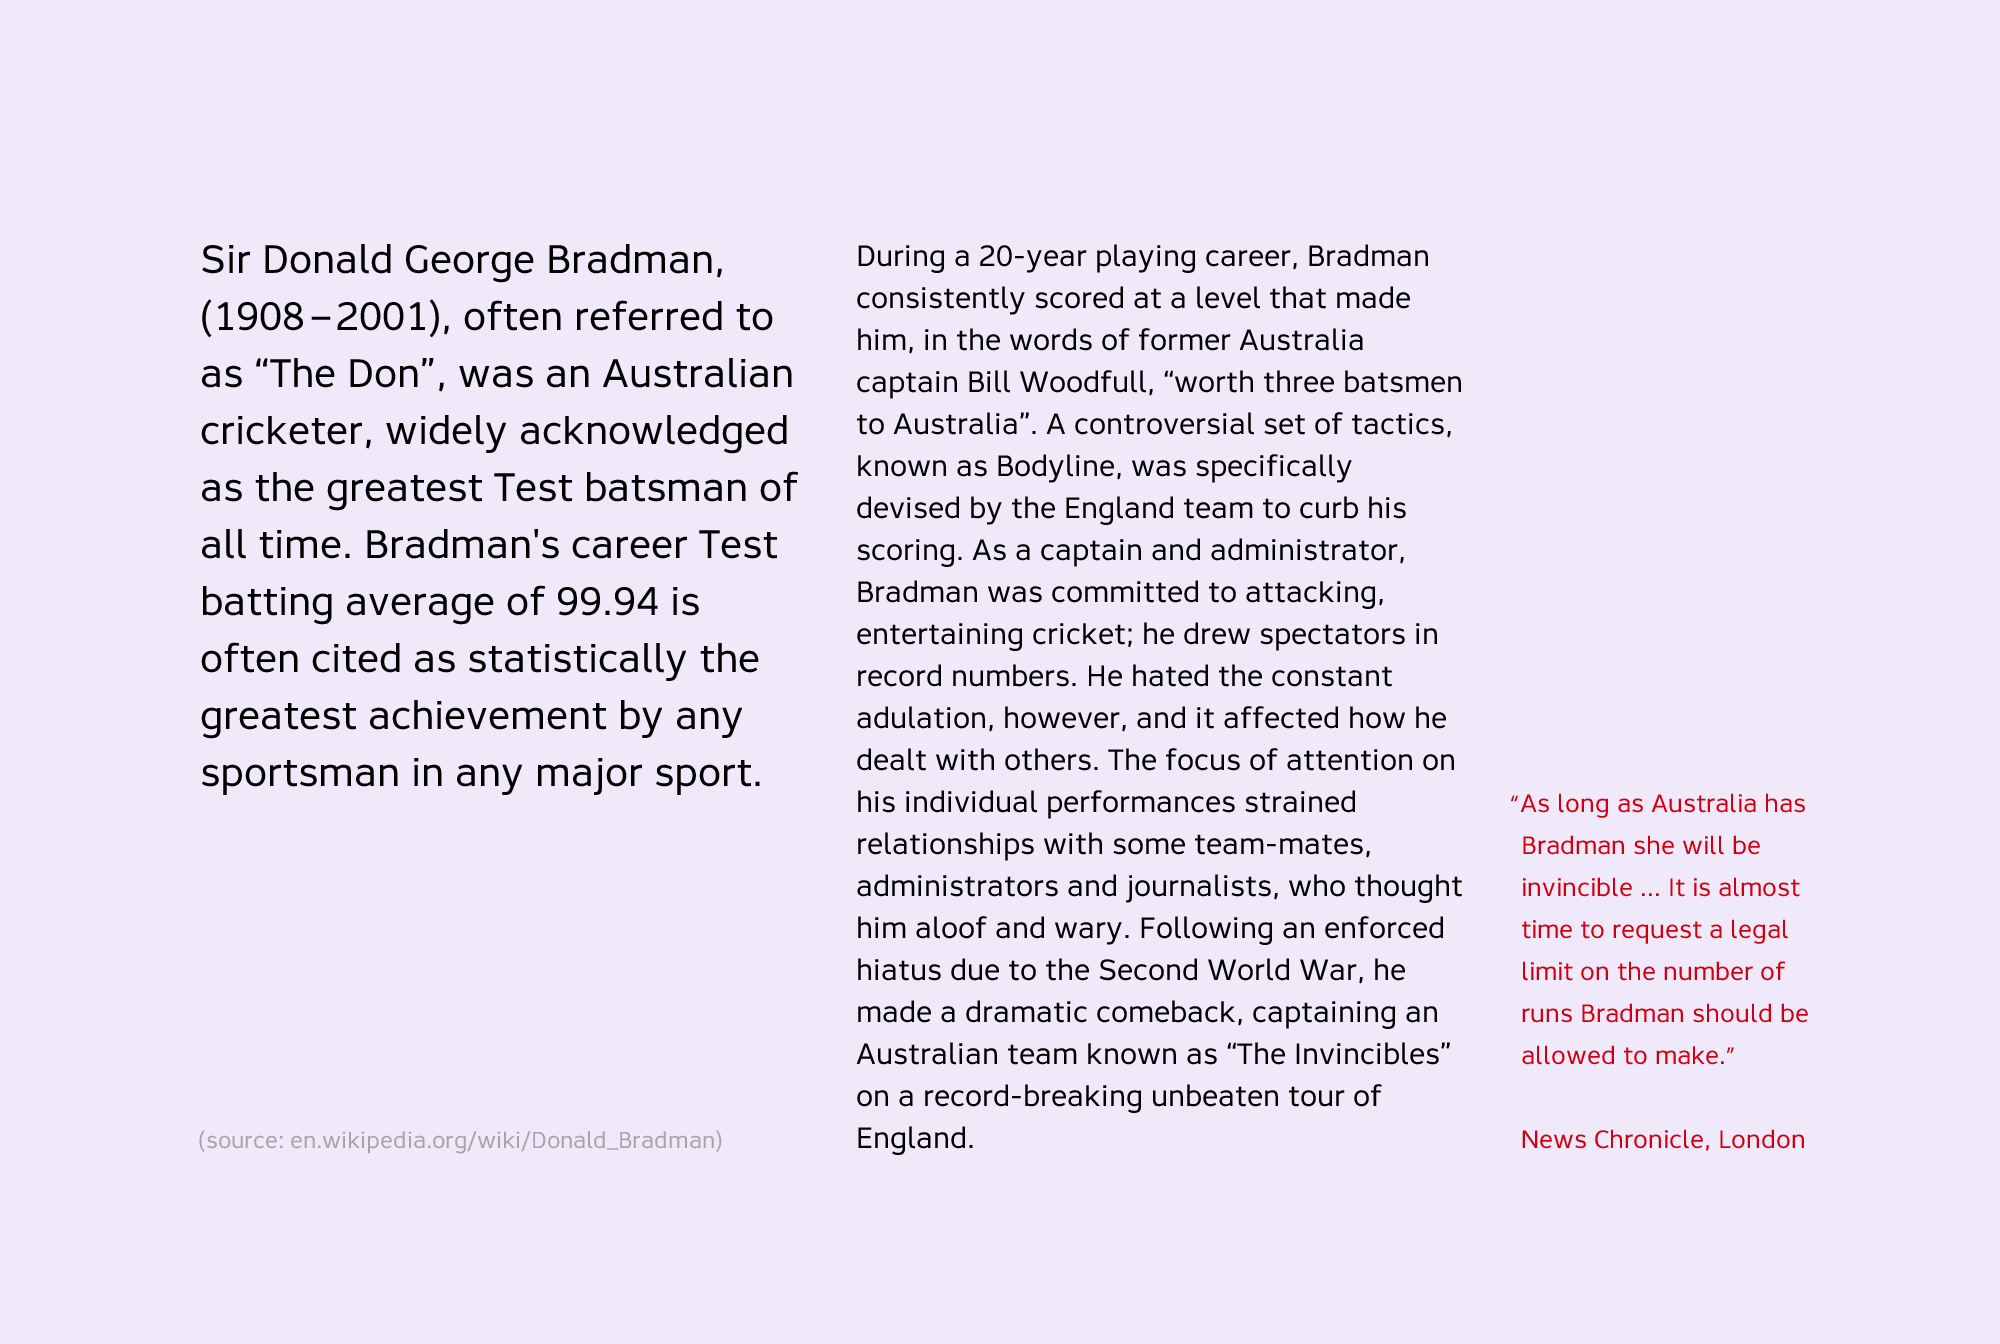 Sir Donald George Bradman,
(1908–2001), often referred to
as “The Don”, was an Australian
cricketer, widely acknowledged
as the greatest Test batsman of
all time. Bradman's career Test
batting average of 99.94 is
often cited as statistically the
greatest achievement by any
sportsman in any major sport.
(source: en.wikipedia.org/wiki/Donald_Bradman)
During a 20-year playing career, Bradman
consistently scored at a level that made
him, in the words of former Australia
captain Bill Woodfull, “worth three batsmen
to Australia”. A controversial set of tactics,
known as Bodyline, was specifically
devised by the England team to curb his
scoring. As a captain and administrator,
Bradman was committed to attacking,
entertaining cricket; he drew spectators in
record numbers. He hated the constant
adulation, however, and it affected how he
dealt with others. The focus of attention on
his individual performances strained
relationships with some team-mates,
administrators and journalists, who thought
him aloof and wary. Following an enforced
hiatus due to the Second World War, he
made a dramatic comeback, captaining an
Australian team known as “The Invincibles”
on a record-breaking unbeaten tour of
England.
“As long as Australia has
Bradman she will be
invincible ... It is almost
time to request a legal
limit on the number of
runs Bradman should be
allowed to make.”
News Chronicle, London